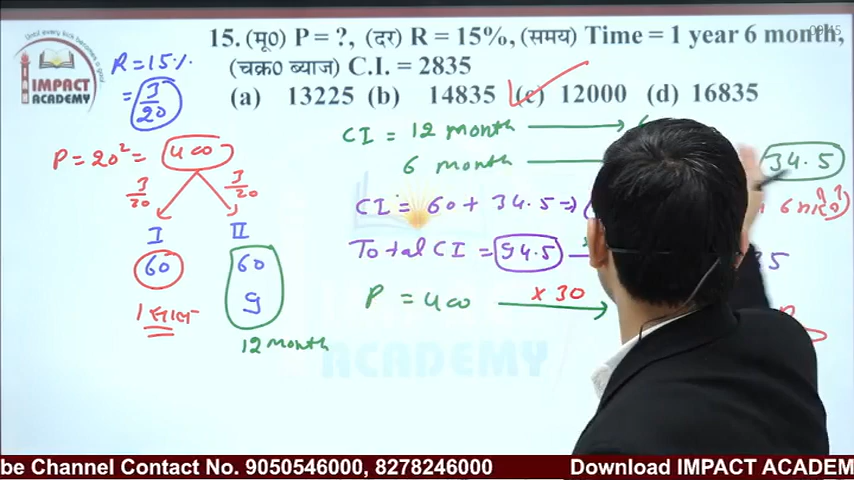 15. (मू०) P = ?, (दर) R = 15%, (समय) Time = 1 year 6 month,
(चक्र० ब्याज) C.I. = 2835
(a) 13225 (b) 14835 (c) 12000 (d) 16835
IMPACT
ACADEMY
R = 15%
= 3/20
P = 20² = 400
3/20 3/20
I II
60 60
9
1 साल
12 month
CI = 12 month
6 month 34.5
CI = 60 + 34.5 ⇒
Total CI = 94.5
P = 400 × 30
ACADEMY
be Channel Contact No. 9050546000, 8278246000 Download IMPACT ACADEM